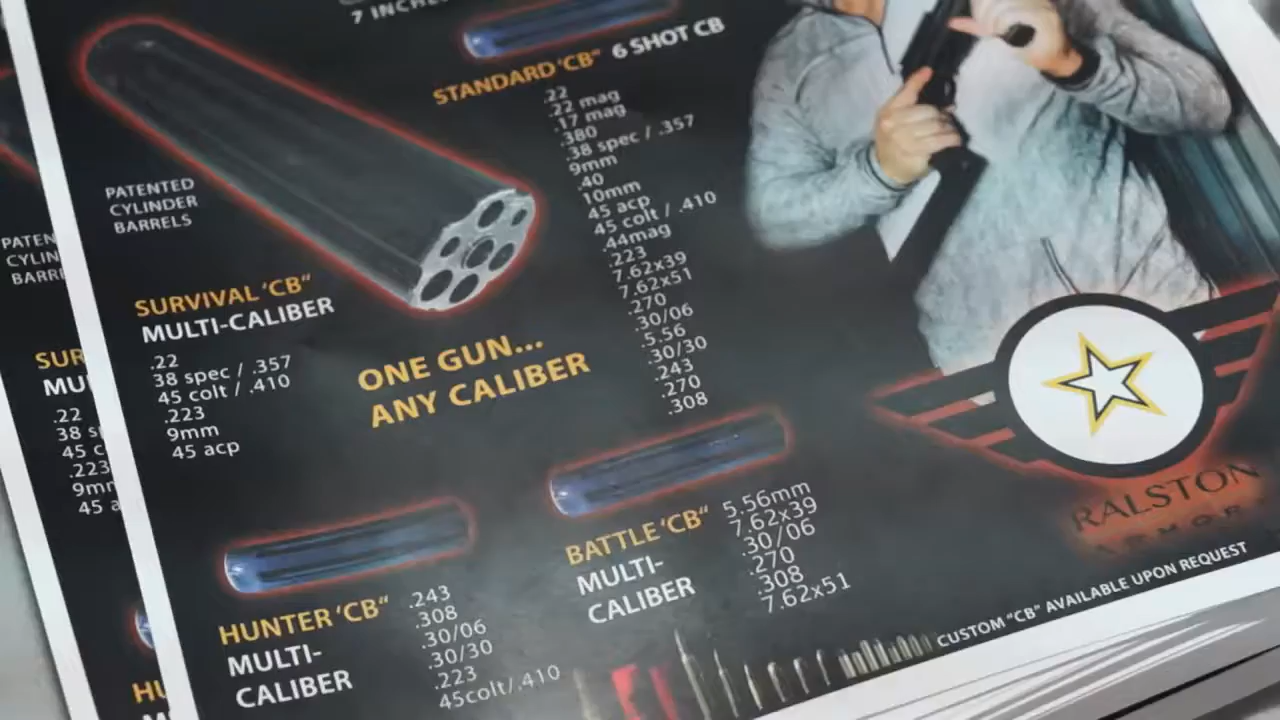 7 INCHES
STANDARD 'CB" 6 SHOT CB
.22
.22 mag
.17 mag
.380
.38 spec / .357
9mm
.40
10mm
45 acp
45 colt / .410
.44mag
.223
7.62x39
7.62x51
.270
.30/06
5.56
.30/30
.243
.270
.308
PATENTED
CYLINDER
BARRELS
SURVIVAL 'CB"
MULTI-CALIBER
.22
38 spec / .357
45 colt / .410
.223
9mm
45 acp
ONE GUN...
ANY CALIBER
HUNTER 'CB"
MULTI-
CALIBER
.243
.308
.30/06
.30/30
.223
45colt/.410
BATTLE 'CB"
MULTI-
CALIBER
5.56mm
7.62x39
.30/06
.270
.308
7.62x51
RALSTON
ARMOR
CUSTOM "CB" AVAILABLE UPON REQUEST
PATEN
CYLIN
BARR
SUR
MU
.22
38 s
45 c
.223
9mm
45 a
HU